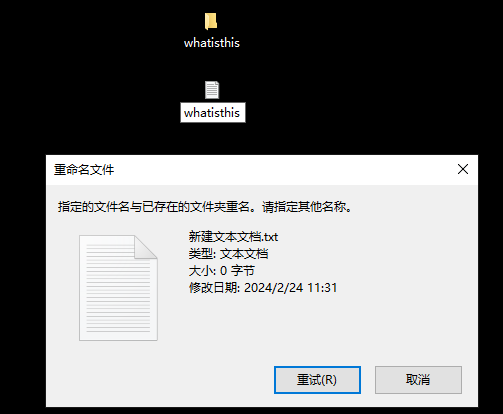 whatisthis
whatisthis
重命名文件
指定的文件名与已存在的文件夹重名。请指定其他名称。
新建文本文档.txt
类型: 文本文档
大小: 0 字节
修改日期: 2024/2/24 11:31
重试(R)
取消